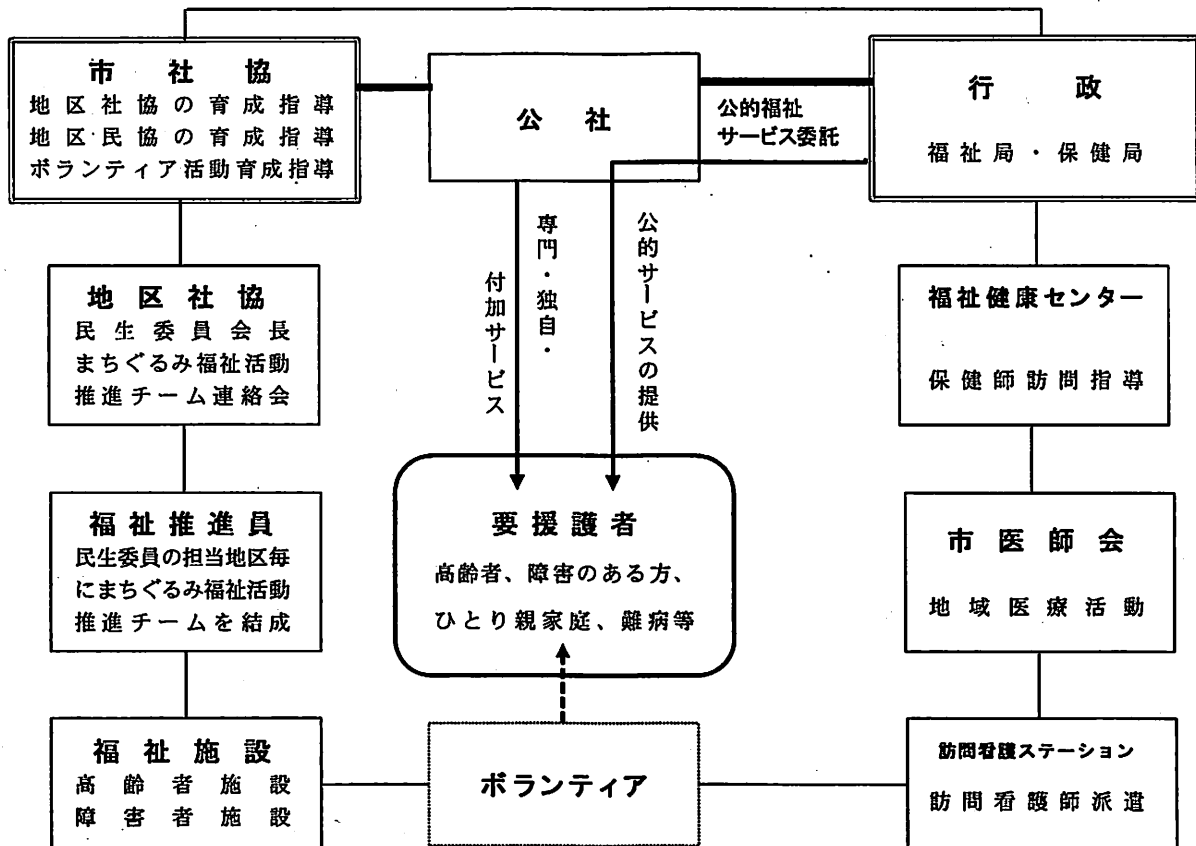 市社協
地区社協の育成指導
地区民協の育成指導
ボランティア活動育成指導
公社
公的福祉
サービス委託
行政
福祉局・保健局
専門・独自・
付加サービス
公的サービスの提供
地区社協
民生委員会長
まちぐるみ福祉活動
推進チーム連絡会
福祉健康センター
保健師訪問指導
福祉推進員
民生委員の担当地区毎
にまちぐるみ福祉活動
推進チームを結成
要援護者
高齢者、障害のある方、
ひとり親家庭、難病等
市医師会
地域医療活動
福祉施設
高齢者施設
障害者施設
ボランティア
訪問看護ステーション
訪問看護師派遣